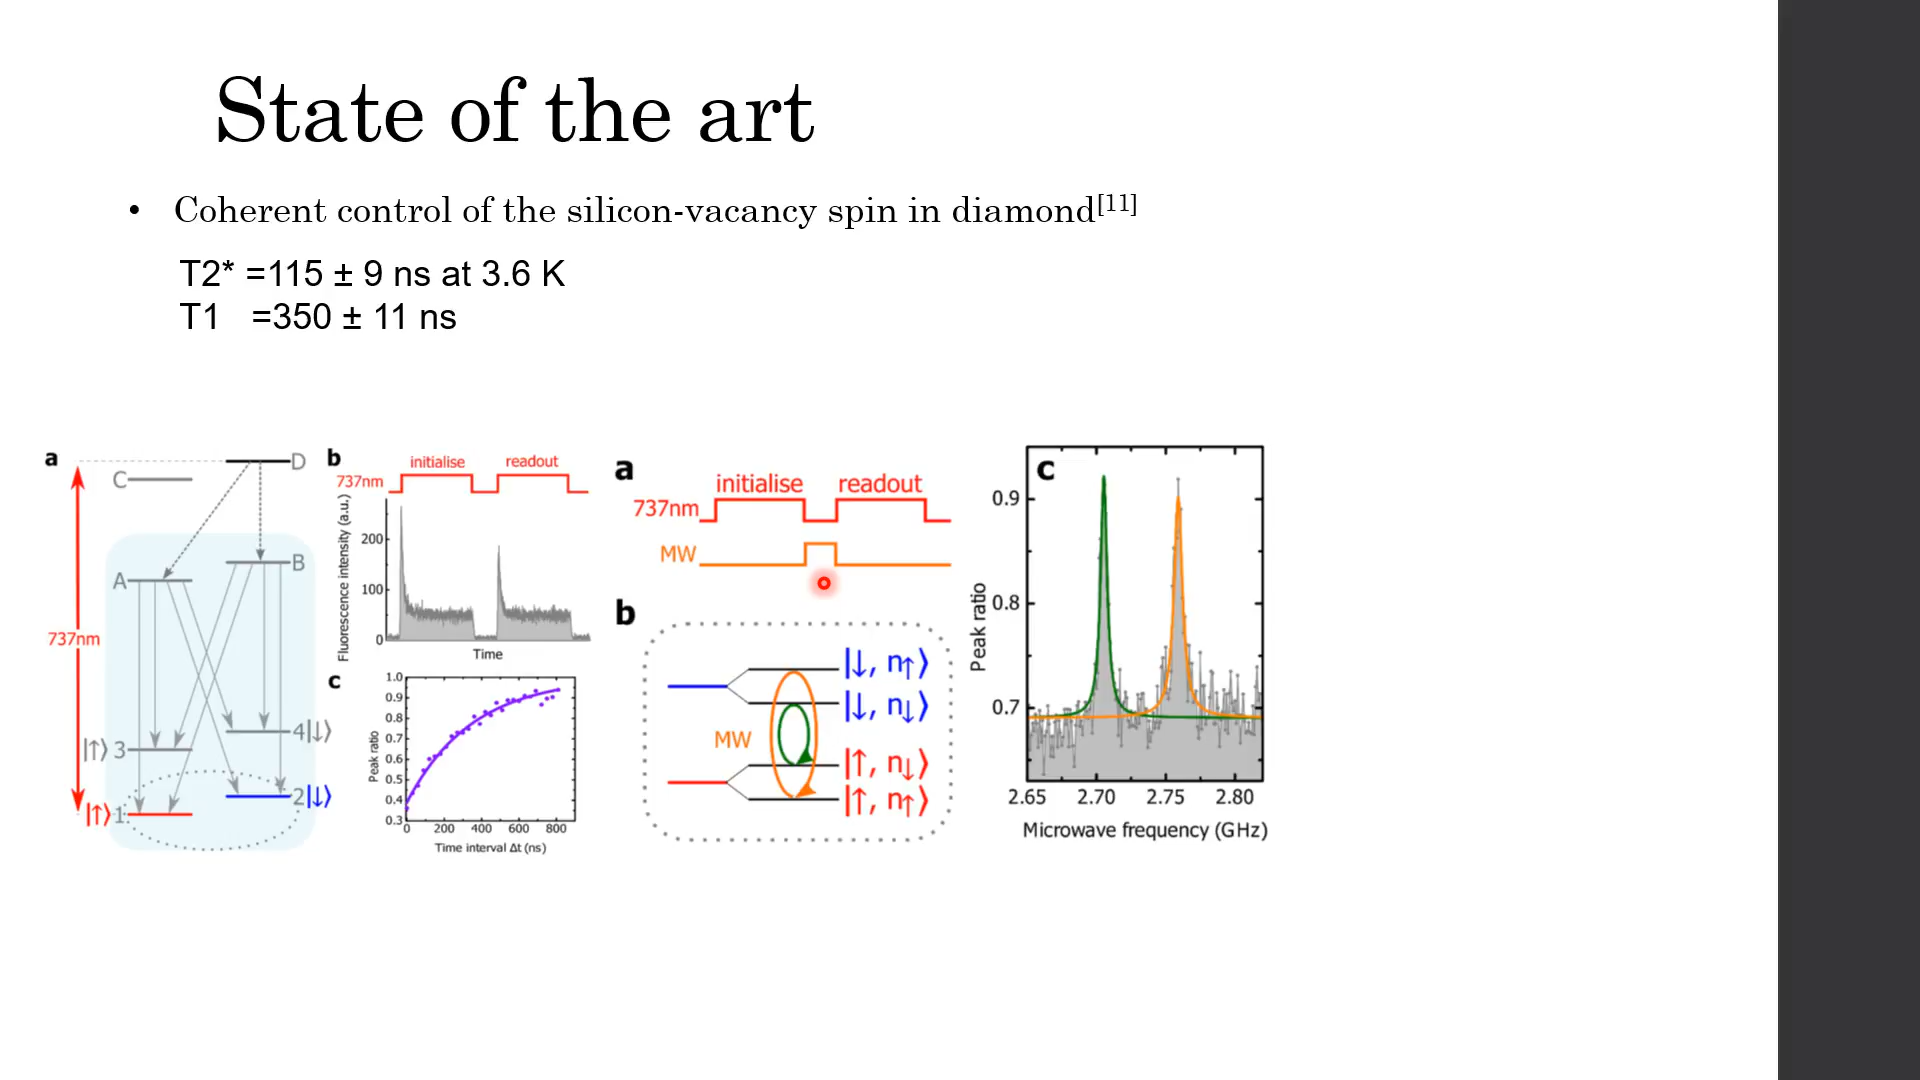 State of the art
• Coherent control of the silicon-vacancy spin in diamond[11]
T2* =115 ± 9 ns at 3.6 K
T1 =350 ± 11 ns
a
D
C
B
A
737nm
4|↓⟩
|↑⟩ 3
2|↓⟩
|↑⟩ 1
b
initialise readout
737nm
Fluorescence intensity (a.u.)
200
100
0
Time
c
1.0
0.9
0.8
0.7
0.6
0.5
0.4
0.3
Peak ratio
0 200 400 600 800
Time interval Δt (ns)
a
initialise readout
737nm
MW
b
|↓, n↑⟩
|↓, n↓⟩
MW
|↑, n↓⟩
|↑, n↑⟩
c
0.9
0.8
0.7
Peak ratio
2.65 2.70 2.75 2.80
Microwave frequency (GHz)